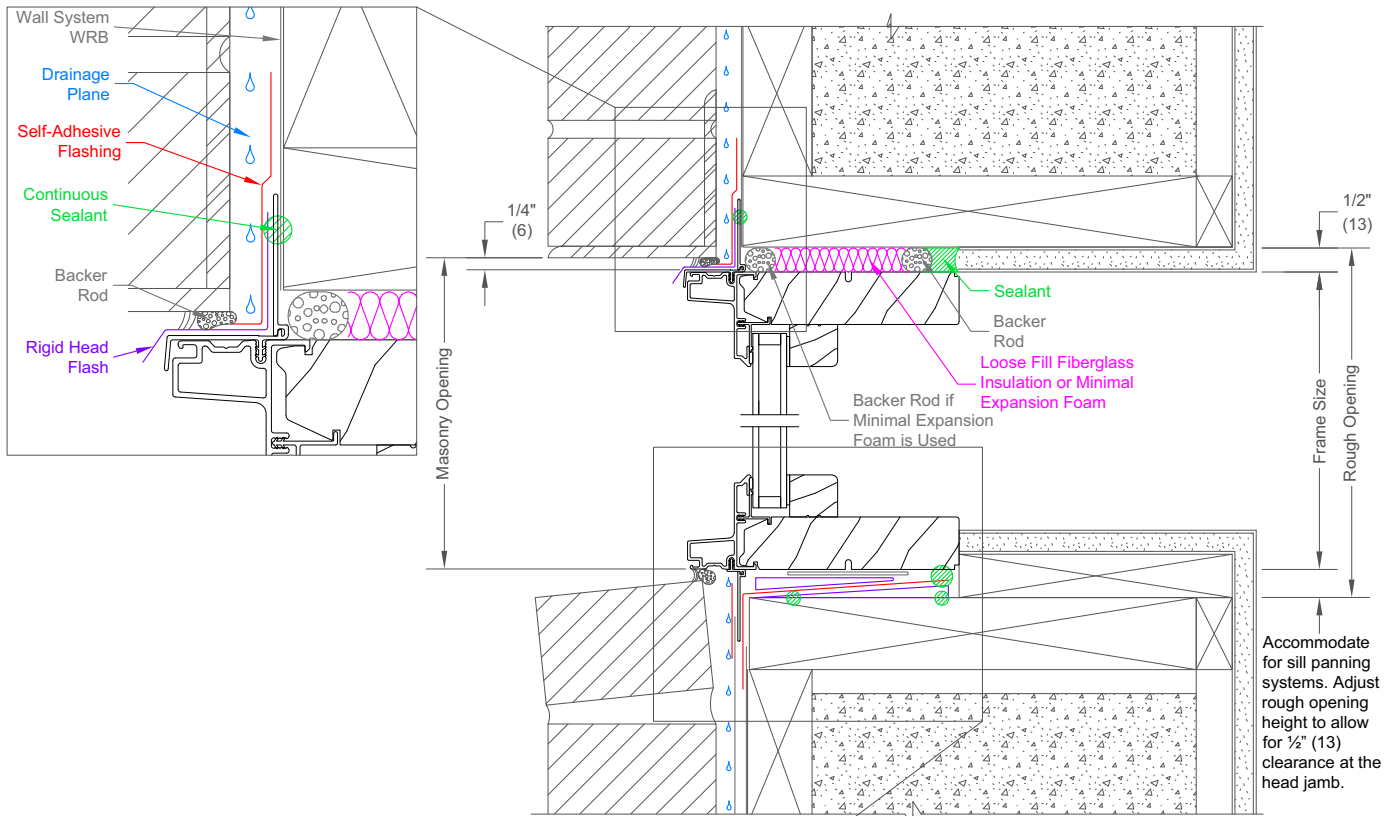 Wall System
WRB
Drainage
Plane
Self-Adhesive
Flashing
Continuous
Sealant
Backer
Rod
Rigid Head
Flash
1/4"
(6)
Masonry Opening
1/2"
(13)
Sealant
Backer
Rod
Loose Fill Fiberglass
Insulation or Minimal
Expansion Foam
Backer Rod if
Minimal Expansion
Foam is Used
Frame Size
Rough Opening
Accommodate
for sill panning
systems. Adjust
rough opening
height to allow
for ½” (13)
clearance at the
head jamb.